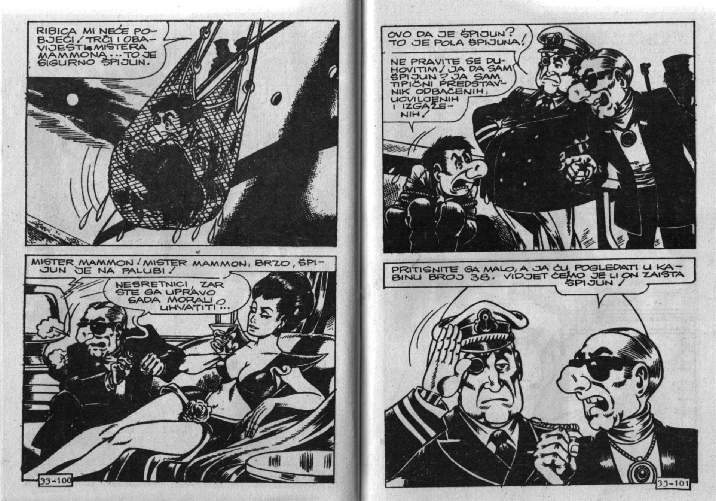 RIBICA MI NEĆE PO-
BJEĆI! TRČI I OBA-
VIJESTI MISTERA
MAMMONA... TO JE
SIGURNO ŠPIJUN.
MISTER MAMMON! MISTER MAMMON, BRZO, ŠPI-
JUN JE NA PALUBI!
NESRETNICI, ZAR
STE GA UPRAVO
SADA MORALI
UHVATITI...
33-100
OVO DA JE ŠPIJUN?
TO JE POLA ŠPIJUNA!
NE PRAVITE SE DU-
HOVITIM! JA DA SAM
ŠPIJUN? JA SAM
TIPIČNI PREDSTAV-
NIK ODBAČENIH,
UCVILJENIH
I IZGAŽE-
NIH!
PRITISNITE GA MALO, A JA ĆU POGLEDATI U KA-
BINU BROJ 38. VIDJET ĆEMO JE LI ON ZAISTA
ŠPIJUN!
33-101